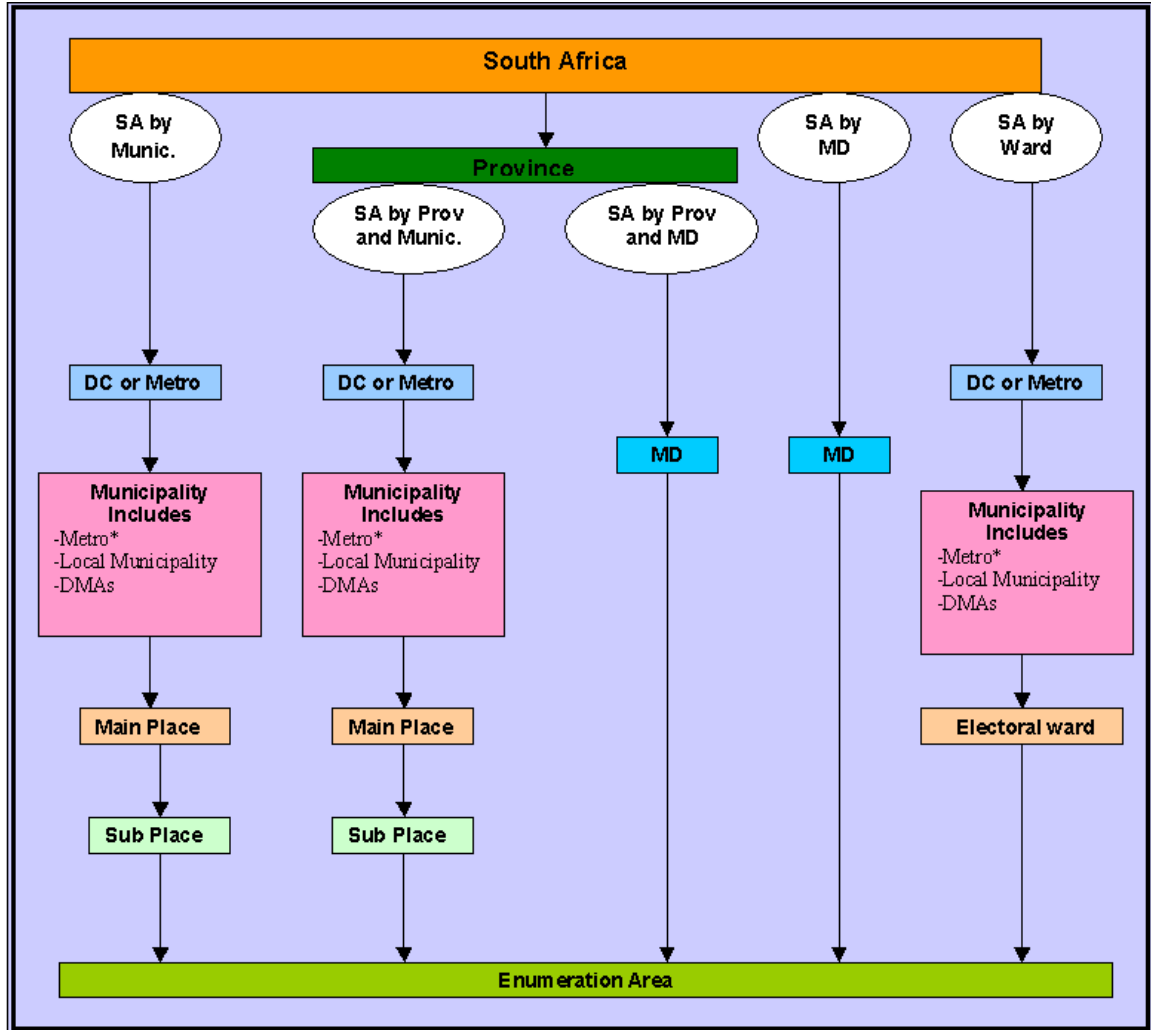 South Africa
SA by
Munic.
SA by
MD
SA by
Ward
Province
SA by Prov
and Munic.
SA by Prov
and MD
DC or Metro
DC or Metro
DC or Metro
MD
MD
Municipality
Includes
-Metro*
-Local Municipality
-DMAs
Municipality
Includes
-Metro*
-Local Municipality
-DMAs
Municipality
Includes
-Metro*
-Local Municipality
-DMAs
Main Place
Main Place
Electoral ward
Sub Place
Sub Place
Enumeration Area